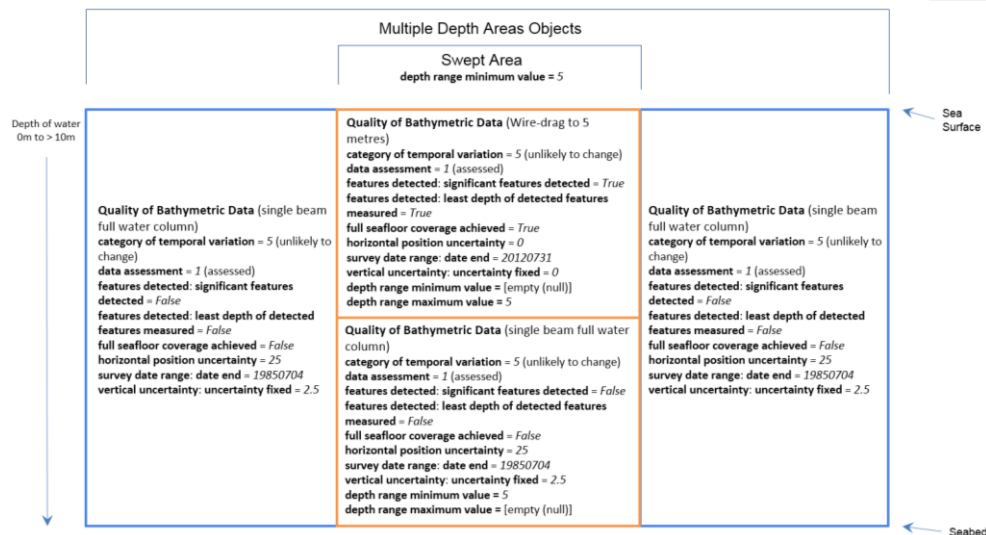 Multiple Depth Areas Objects
Swept Area
depth range minimum value = 5
Depth of water
0m to > 10m
Sea
Surface
Quality of Bathymetric Data (single beam
full water column)
category of temporal variation = 5 (unlikely to
change)
data assessment = 1 (assessed)
features detected: significant features
detected = False
features detected: least depth of detected
features measured = False
full seafloor coverage achieved = False
horizontal position uncertainty = 25
survey date range: date end = 19850704
vertical uncertainty: uncertainty fixed = 2.5
Quality of Bathymetric Data (Wire-drag to 5
metres)
category of temporal variation = 5 (unlikely to change)
data assessment = 1 (assessed)
features detected: significant features detected = True
features detected: least depth of detected features
measured = True
full seafloor coverage achieved = True
horizontal position uncertainty = 0
survey date range: date end = 20120731
vertical uncertainty: uncertainty fixed = 0
depth range minimum value = [empty (null)]
depth range maximum value = 5
Quality of Bathymetric Data (single beam full water
column)
category of temporal variation = 5 (unlikely to change)
data assessment = 1 (assessed)
features detected: significant features detected = False
features detected: least depth of detected features
measured = False
full seafloor coverage achieved = False
horizontal position uncertainty = 25
survey date range: date end = 19850704
vertical uncertainty: uncertainty fixed = 2.5
depth range minimum value = 5
depth range maximum value = [empty (null)]
Quality of Bathymetric Data (single beam
full water column)
category of temporal variation = 5 (unlikely to
change)
data assessment = 1 (assessed)
features detected: significant features
detected = False
features detected: least depth of detected
features measured = False
full seafloor coverage achieved = False
horizontal position uncertainty = 25
survey date range: date end = 19850704
vertical uncertainty: uncertainty fixed = 2.5
Seabed